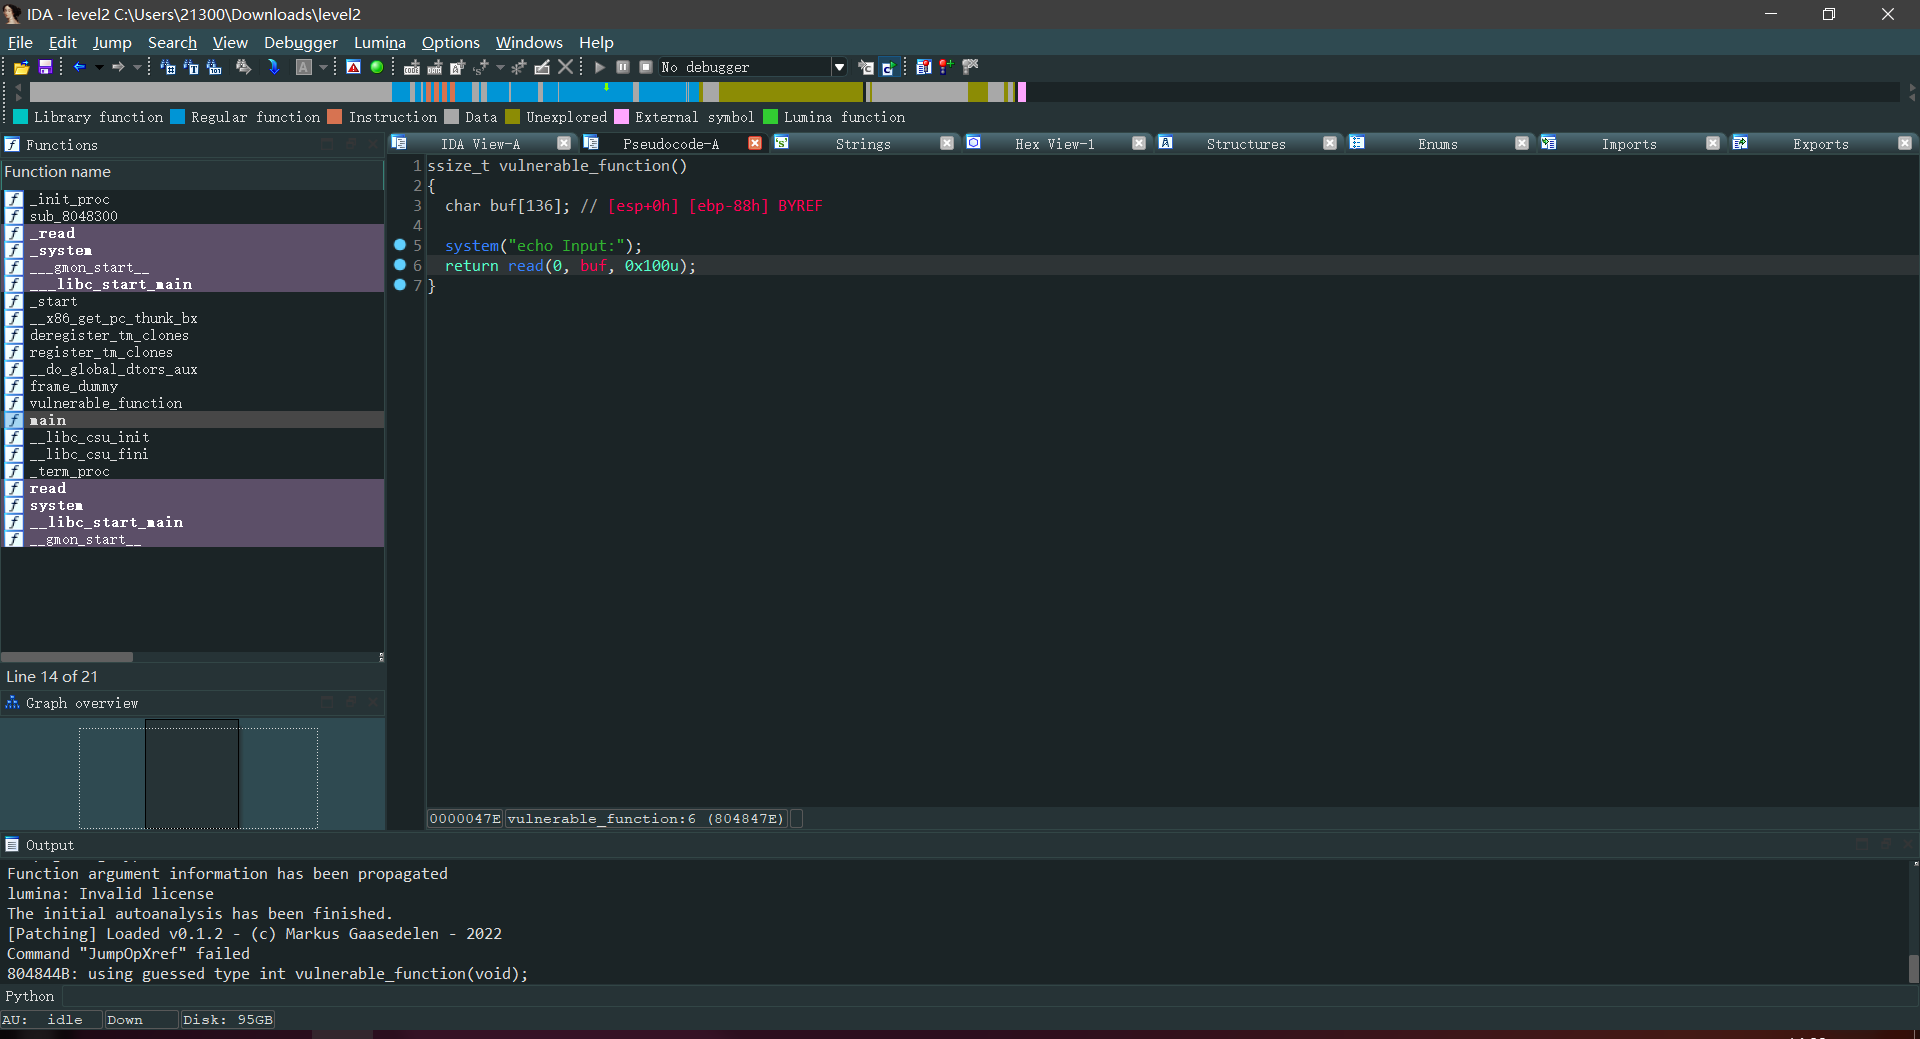 IDA - level2 C:\Users\21300\Downloads\level2
File Edit Jump Search View Debugger Lumina Options Windows Help
No debugger
Library function Regular function Instruction Data Unexplored External symbol Lumina function
Functions
Function name
_init_proc
sub_8048300
_read
_system
___gmon_start__
___libc_start_main
_start
__x86_get_pc_thunk_bx
deregister_tm_clones
register_tm_clones
__do_global_dtors_aux
frame_dummy
vulnerable_function
main
__libc_csu_init
__libc_csu_fini
_term_proc
read
system
__libc_start_main
__gmon_start__
Line 14 of 21
Graph overview
IDA View-A Pseudocode-A Strings Hex View-1 Structures Enums Imports Exports
1 ssize_t vulnerable_function()
2 {
3 char buf[136]; // [esp+0h] [ebp-88h] BYREF
4
5 system("echo Input:");
6 return read(0, buf, 0x100u);
7 }
0000047E vulnerable_function:6 (804847E)
Output
Function argument information has been propagated
lumina: Invalid license
The initial autoanalysis has been finished.
[Patching] Loaded v0.1.2 - (c) Markus Gaasedelen - 2022
Command "JumpOpXref" failed
804844B: using guessed type int vulnerable_function(void);
Python
AU: idle Down Disk: 95GB